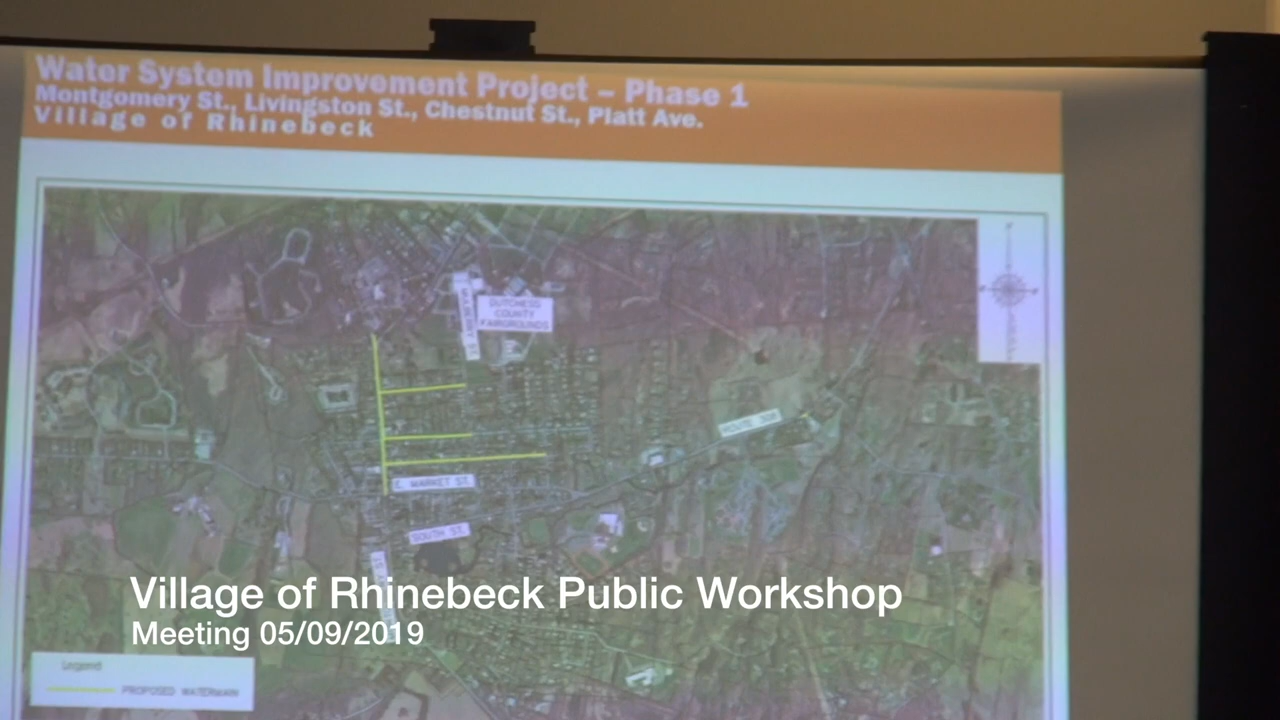 Water System Improvement Project – Phase 1
Montgomery St., Livingston St., Chestnut St., Platt Ave.
Village of Rhinebeck
MULBERRY ST.
DUTCHESS
COUNTY
FAIRGROUNDS
ROUTE 308
E. MARKET ST.
SOUTH ST.
Village of Rhinebeck Public Workshop
Meeting 05/09/2019
Legend
PROPOSED WATERMAIN